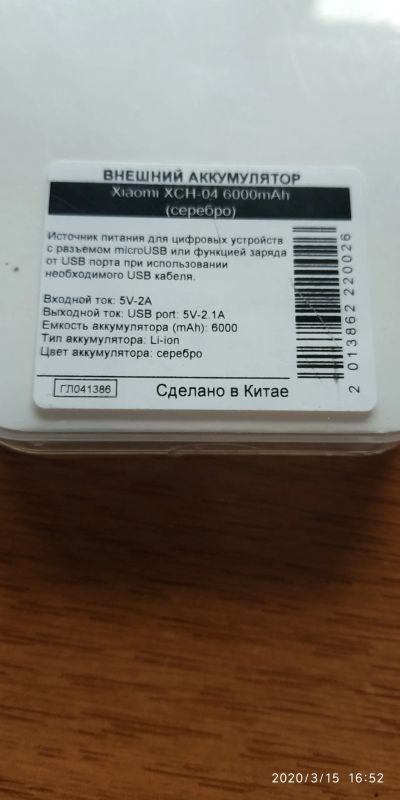 ВНЕШНИЙ АККУМУЛЯТОР
Xiaomi XCH-04 6000mAh
(серебро)
Источник питания для цифровых устройств
с разъемом microUSB или функцией заряда
от USB порта при использовании
необходимого USB кабеля.
Входной ток: 5V-2A
Выходной ток: USB port: 5V-2.1A
Емкость аккумулятора (mAh): 6000
Тип аккумулятора: Li-ion
Цвет аккумулятора: серебро
ГЛ041386
Сделано в Китае
2 013862 220026
2020/3/15 16:52